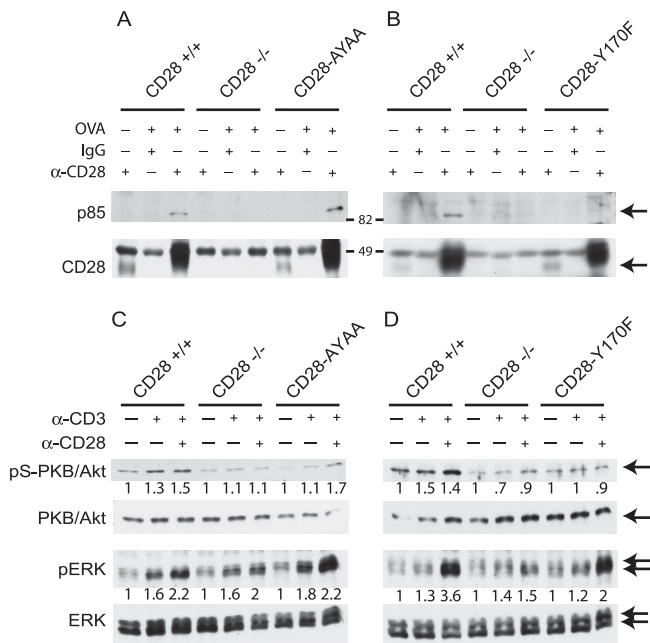 A
B
CD28 +/+
CD28 -/-
CD28-AYAA
CD28 +/+
CD28 -/-
CD28-Y170F
OVA – + + – + + – + + – + + – + + – + +
IgG – + – – + – – + – – + – – + – – + –
α-CD28 + – + + – + + – + + – + + – + + – +
p85
82
49
CD28
C
D
CD28 +/+
CD28 -/-
CD28-AYAA
CD28 +/+
CD28 -/-
CD28-Y170F
α-CD3 – + + – + + – + + – + + – + + – + +
α-CD28 – – + – – + – – + – – + – – + – – +
pS-PKB/Akt
1 1.3 1.5 1 1.1 1.1 1 1.1 1.7 1 1.5 1.4 1 .7 .9 1 1 .9
PKB/Akt
pERK
1 1.6 2.2 1 1.6 2 1 1.8 2.2 1 1.3 3.6 1 1.4 1.5 1 1.2 2
ERK